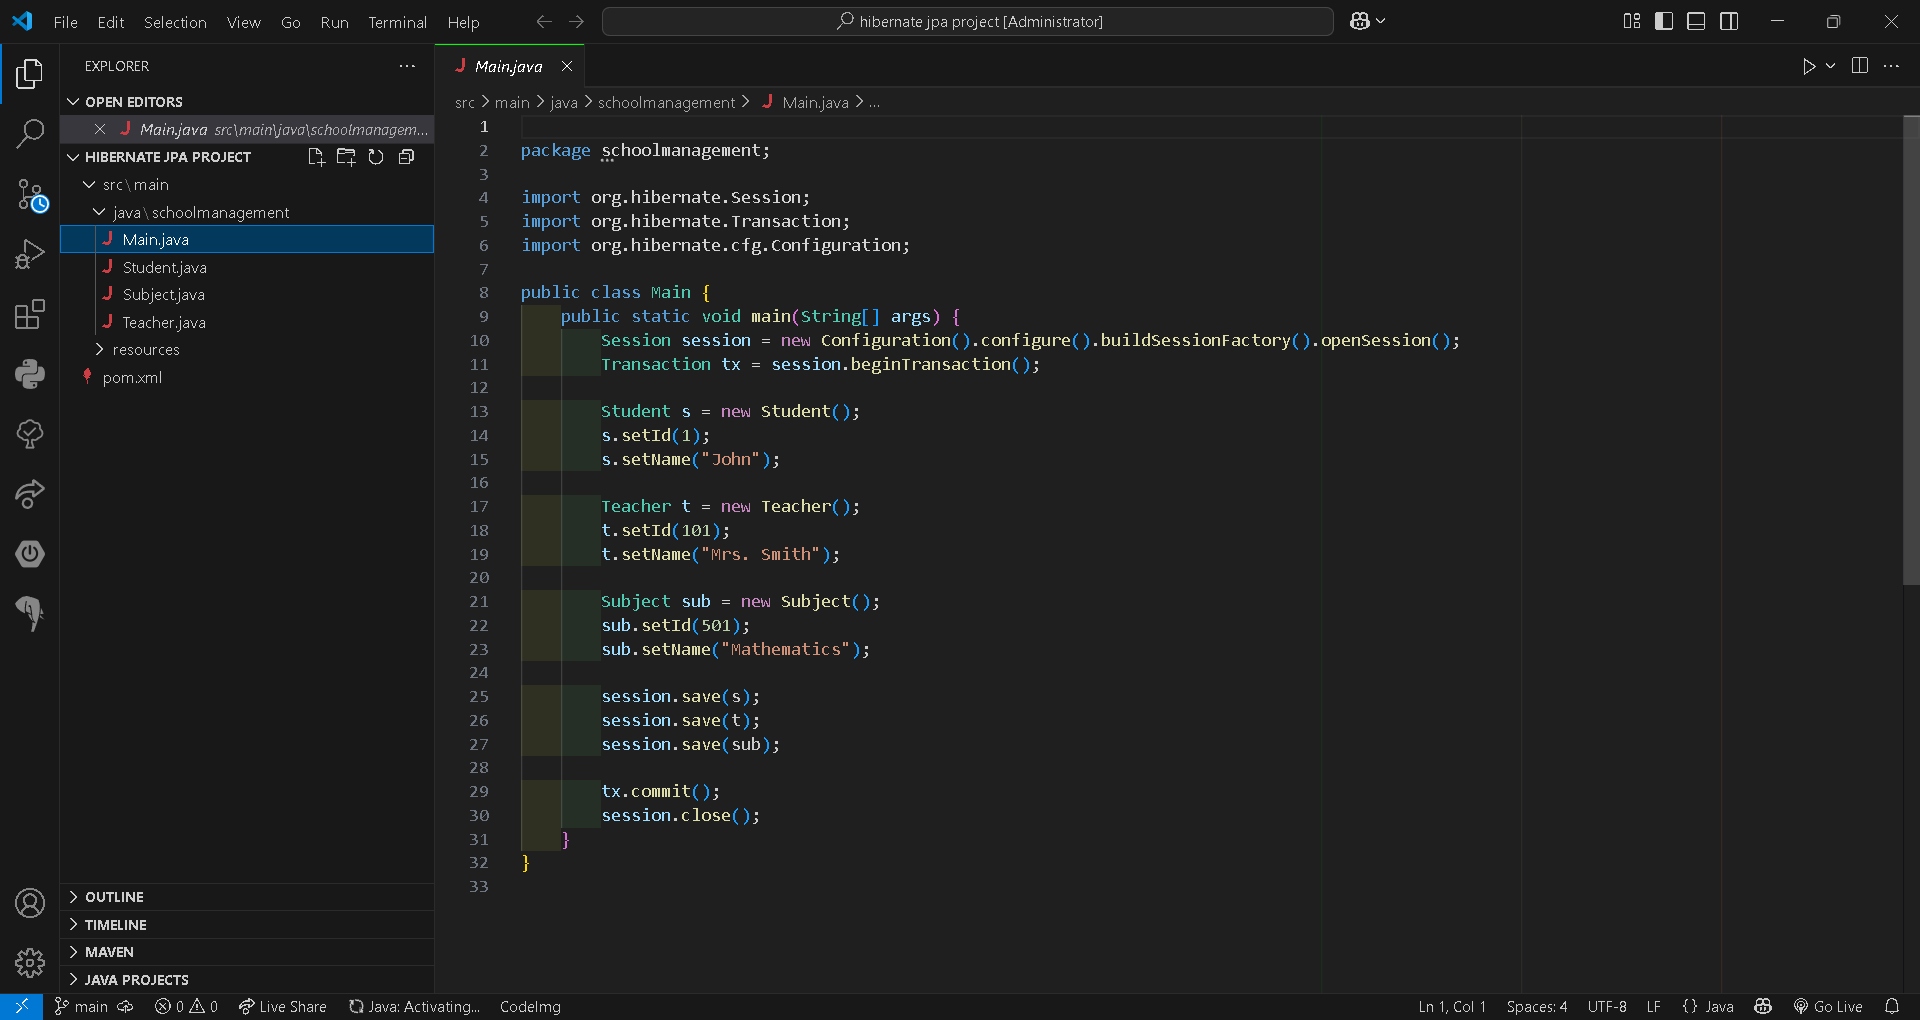 File Edit Selection View Go Run Terminal Help
hibernate jpa project [Administrator]
EXPLORER
OPEN EDITORS
Main.java src\main\java\schoolmanagem...
HIBERNATE JPA PROJECT
src\main
java\schoolmanagement
Main.java
Student.java
Subject.java
Teacher.java
resources
pom.xml
OUTLINE
TIMELINE
MAVEN
JAVA PROJECTS
Main.java
src > main > java > schoolmanagement > Main.java > ...
1
2 package schoolmanagement;
3
4 import org.hibernate.Session;
5 import org.hibernate.Transaction;
6 import org.hibernate.cfg.Configuration;
7
8 public class Main {
9 public static void main(String[] args) {
10 Session session = new Configuration().configure().buildSessionFactory().openSession();
11 Transaction tx = session.beginTransaction();
12
13 Student s = new Student();
14 s.setId(1);
15 s.setName("John");
16
17 Teacher t = new Teacher();
18 t.setId(101);
19 t.setName("Mrs. Smith");
20
21 Subject sub = new Subject();
22 sub.setId(501);
23 sub.setName("Mathematics");
24
25 session.save(s);
26 session.save(t);
27 session.save(sub);
28
29 tx.commit();
30 session.close();
31 }
32 }
33
main 0 0 Live Share Java: Activating... CodeImg Ln 1, Col 1 Spaces: 4 UTF-8 LF {} Java Go Live